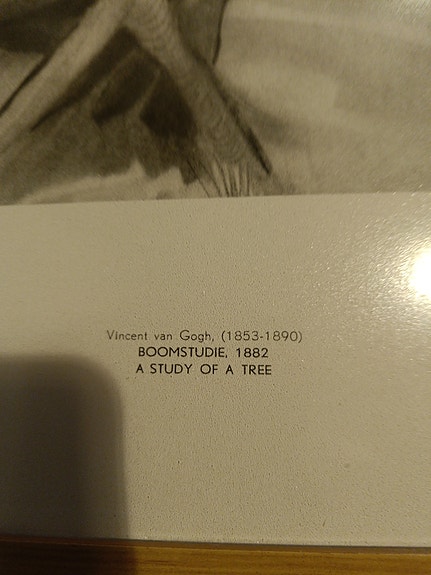 Vincent van Gogh, (1853-1890)
BOOMSTUDIE, 1882
A STUDY OF A TREE